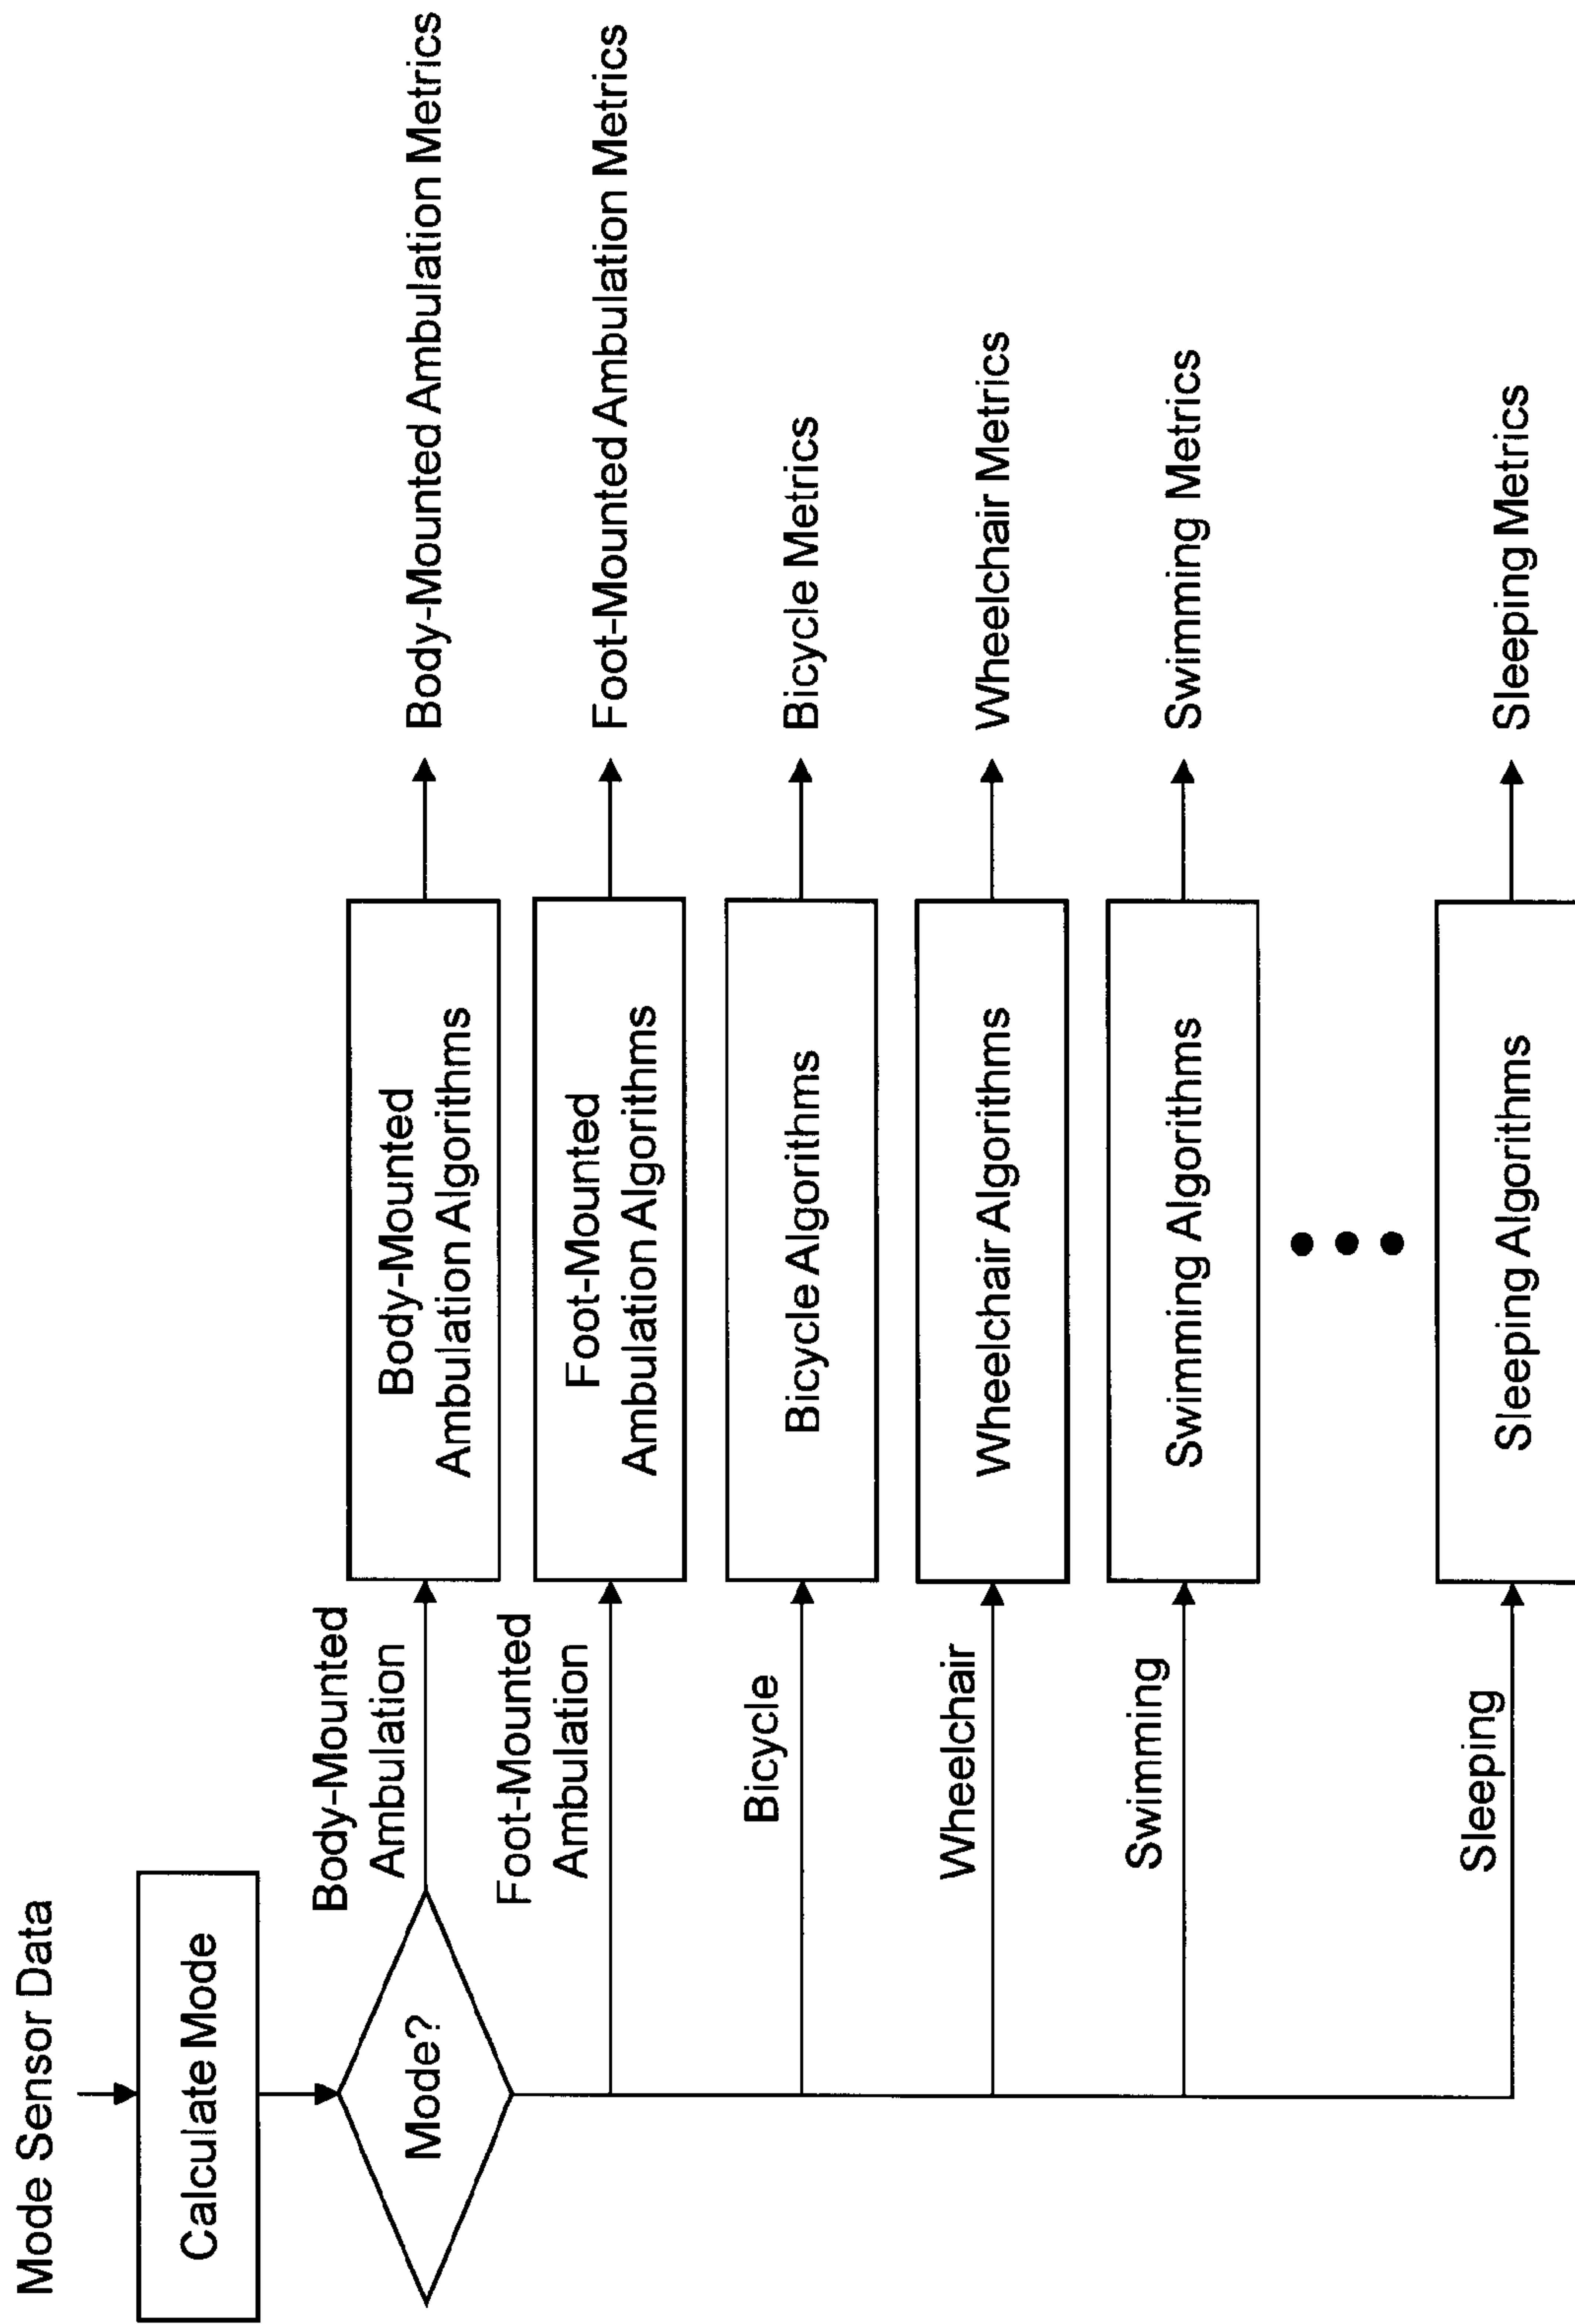 Mode Sensor Data
Calculate Mode
Mode?
Body-Mounted
Ambulation
Body-Mounted
Ambulation Algorithms
Body-Mounted Ambulation Metrics
Foot-Mounted
Ambulation
Foot-Mounted
Ambulation Algorithms
Foot-Mounted Ambulation Metrics
Bicycle
Bicycle Algorithms
Bicycle Metrics
Wheelchair
Wheelchair Algorithms
Wheelchair Metrics
Swimming
Swimming Algorithms
Swimming Metrics
Sleeping
Sleeping Algorithms
Sleeping Metrics